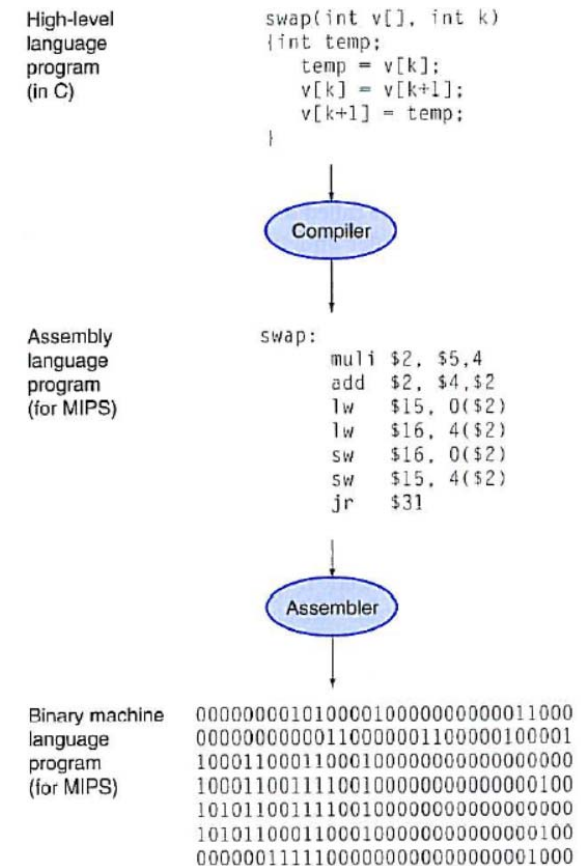 High-level
language
program
(in C)
swap(int v[], int k)
{int temp;
temp = v[k];
v[k] = v[k+1];
v[k+1] = temp;
}
Compiler
Assembly
language
program
(for MIPS)
swap:
muli $2, $5,4
add $2, $4,$2
lw $15, 0($2)
lw $16, 4($2)
sw $16, 0($2)
sw $15, 4($2)
jr $31
Assembler
Binary machine
language
program
(for MIPS)
00000000101000010000000000011000
00000000000110000001100000100001
10001100011000100000000000000000
10001100111100100000000000000100
10101100111100100000000000000000
10101100011000100000000000000100
00000011111000000000000000001000